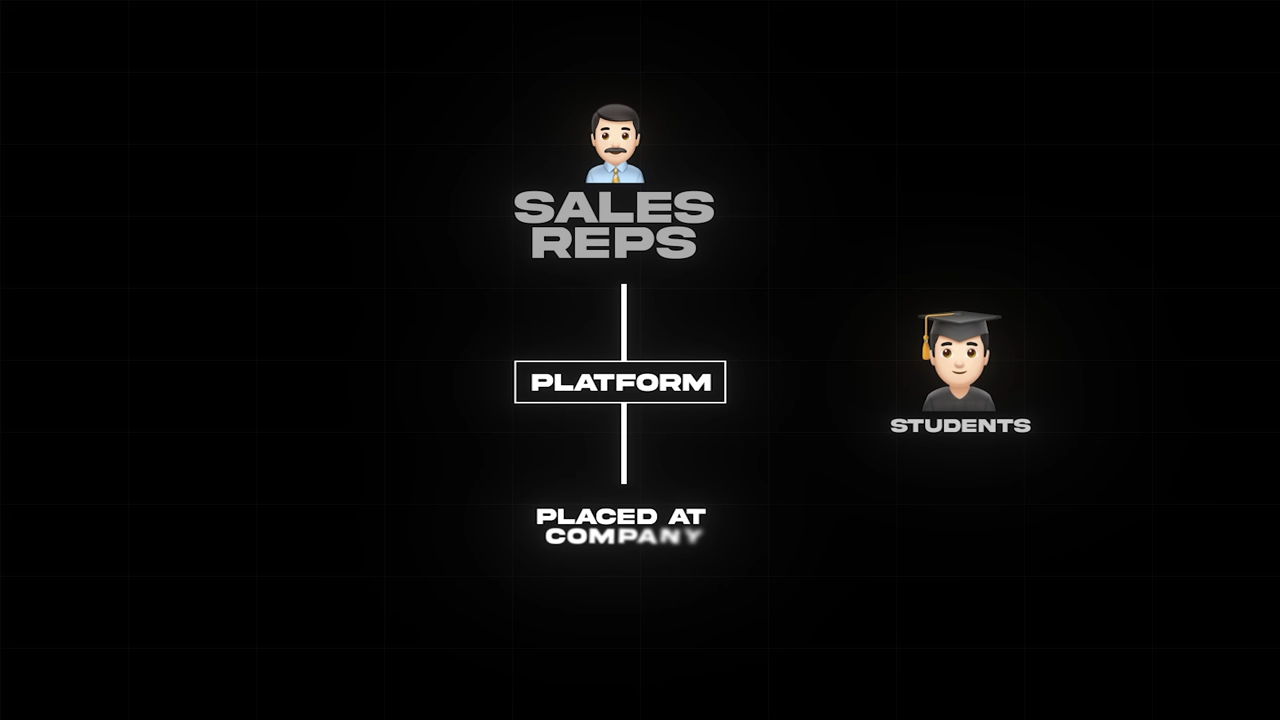 SALES
REPS
PLATFORM
STUDENTS
PLACED AT
COMPANY